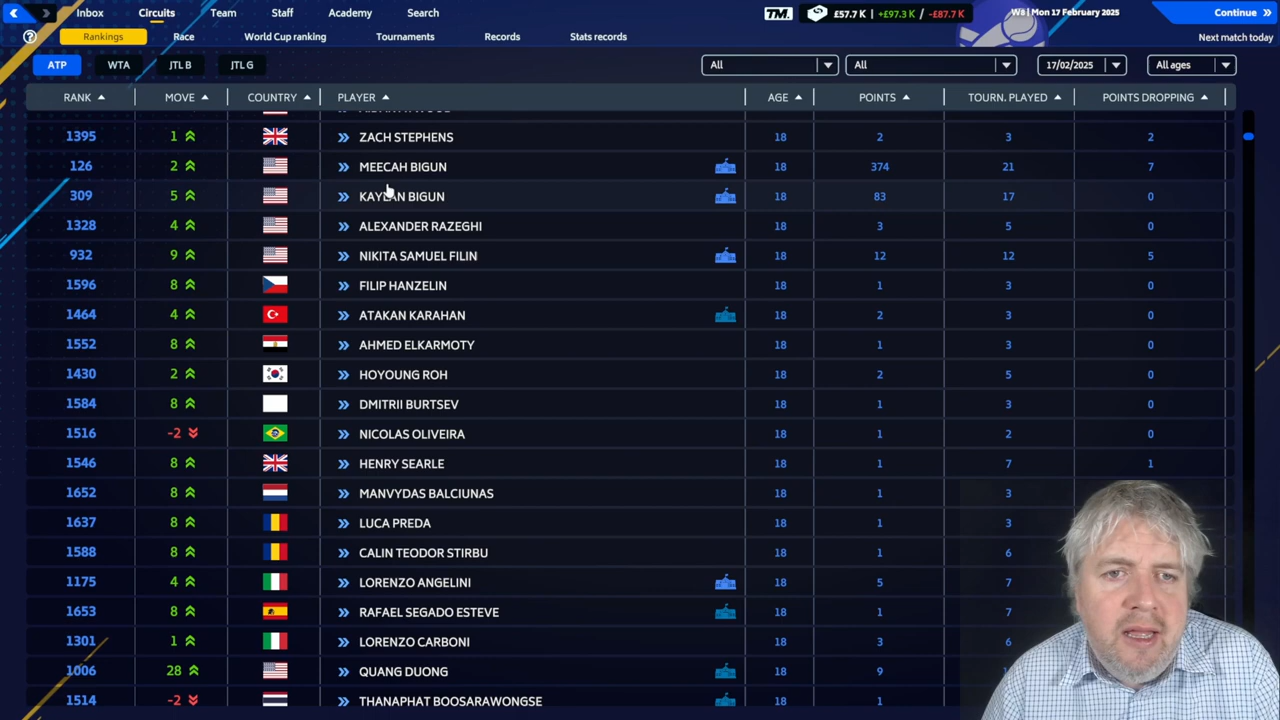 Inbox Circuits Team Staff Academy Search TM. £57.7 K | +£97.3 K / -£87.7 K W8 | Mon 17 February 2025 Continue
Rankings Race World Cup ranking Tournaments Records Stats records Next match today
ATP WTA JTL B JTL G All All 17/02/2025 All ages
RANK MOVE COUNTRY PLAYER AGE POINTS TOURN. PLAYED POINTS DROPPING
1395 1 ZACH STEPHENS 18 2 3 2
126 2 MEECAH BIGUN 18 374 21 7
309 5 BIGUN 18 83 17 0
1328 4 ALEXANDER RAZEGHI 18 3 5 0
932 9 NIKITA SAMUEL FILIN 18 12 12 5
1596 8 FILIP HANZELIN 18 1 3 0
1464 4 ATAKAN KARAHAN 18 2 3 0
1552 8 AHMED ELKARMOTY 18 1 3 0
1430 2 HOYOUNG ROH 18 2 5 0
1584 8 DMITRII BURTSEV 18 1 3 0
1516 -2 NICOLAS OLIVEIRA 18 1 2 0
1546 8 HENRY SEARLE 18 1 7 1
1652 8 MANVYDAS BALCIUNAS 18 1 3
1637 8 LUCA PREDA 18 1 3
1588 8 CALIN TEODOR STIRBU 18 1 6
1175 4 LORENZO ANGELINI 18 5 7
1653 8 RAFAEL SEGADO ESTEVE 18 1 7
1301 1 LORENZO CARBONI 18 3 6
1006 28 QUANG DUONG 18 7
1514 -2 THANAPHAT BOOSARAWONGSE 18 1